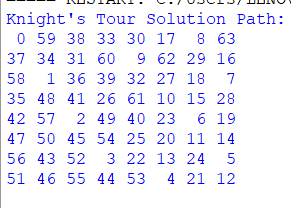 ===== RESTART: C:/Users/LENOV
Knight's Tour Solution Path:
0 59 38 33 30 17 8 63
37 34 31 60 9 62 29 16
58 1 36 39 32 27 18 7
35 48 41 26 61 10 15 28
42 57 2 49 40 23 6 19
47 50 45 54 25 20 11 14
56 43 52 3 22 13 24 5
51 46 55 44 53 4 21 12